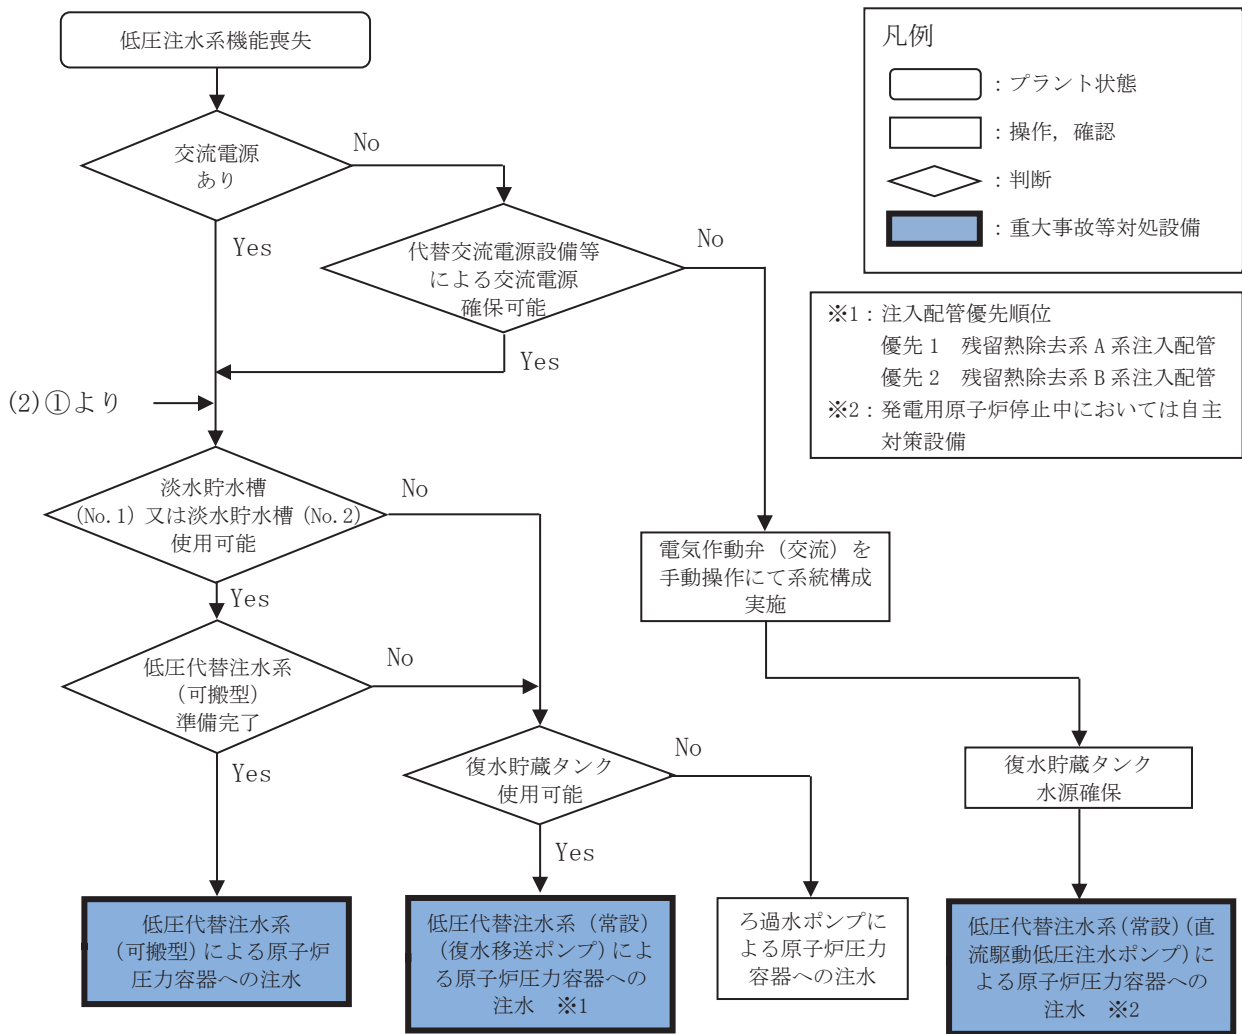 低圧注水系機能喪失
交流電源
あり
No
Yes
代替交流電源設備等
による交流電源
確保可能
No
Yes
(2)①より
淡水貯水槽
(No.1) 又は淡水貯水槽 (No.2)
使用可能
No
Yes
低圧代替注水系
(可搬型)
準備完了
No
Yes
復水貯蔵タンク
使用可能
No
Yes
電気作動弁（交流）を
手動操作にて系統構成
実施
復水貯蔵タンク
水源確保
低圧代替注水系
(可搬型)による原子炉
圧力容器への注水
低圧代替注水系（常設）
(復水移送ポンプ)によ
る原子炉圧力容器への
注水　※1
ろ過水ポンプに
よる原子炉圧力
容器への注水
低圧代替注水系(常設)(直
流駆動低圧注水ポンプ)に
よる原子炉圧力容器への
注水　※2
凡例
：プラント状態
：操作，確認
：判断
：重大事故等対処設備
※1：注入配管優先順位
優先 1　残留熱除去系 A 系注入配管
優先 2　残留熱除去系 B 系注入配管
※2：発電用原子炉停止中においては自主
対策設備